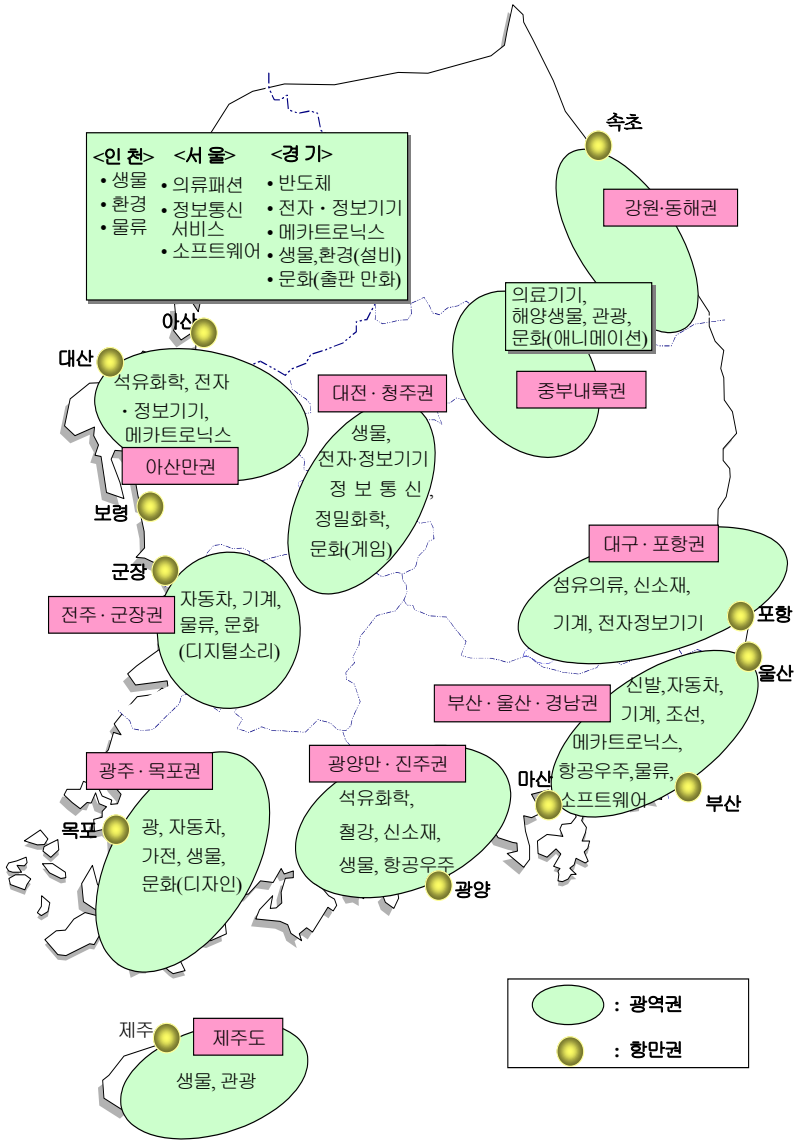 속초
<인 천>
• 생물
• 환경
• 물류
<서 울>
• 의류패션
• 정보통신
서비스
• 소프트웨어
<경 기>
• 반도체
• 전자 · 정보기기
• 메카트로닉스
• 생물,환경(설비)
• 문화(출판 만화)
강원·동해권
의료기기,
해양생물, 관광,
문화(애니메이션)
중부내륙권
아산
대산
석유화학, 전자
· 정보기기,
메카트로닉스
아산만권
대전 · 청주권
생물,
전자·정보기기
정 보 통 신,
정밀화학,
문화(게임)
보령
군장
전주 · 군장권
자동차, 기계,
물류, 문화
(디지털소리)
대구 · 포항권
섬유의류, 신소재,
기계, 전자정보기기
포항
울산
부산 · 울산 · 경남권
신발,자동차,
기계, 조선,
메카트로닉스,
항공우주,물류,
소프트웨어
마산
부산
광주 · 목포권
목포
광, 자동차,
가전, 생물,
문화(디자인)
광양만 · 진주권
석유화학,
철강, 신소재,
생물, 항공우주
광양
제주
제주도
생물, 관광
: 광역권
: 항만권